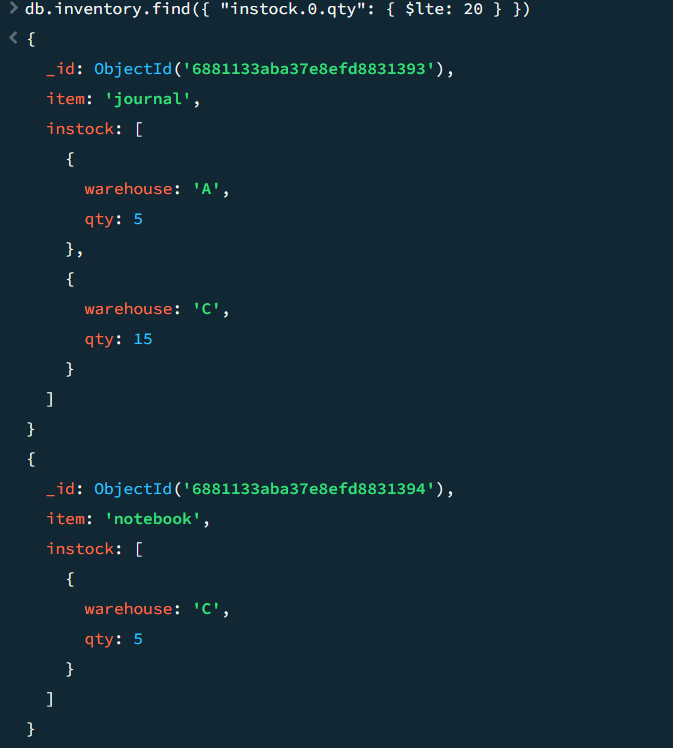 > db.inventory.find({ "instock.0.qty": { $lte: 20 } })
< {
_id: ObjectId('6881133aba37e8efd8831393'),
item: 'journal',
instock: [
{
warehouse: 'A',
qty: 5
},
{
warehouse: 'C',
qty: 15
}
]
}
{
_id: ObjectId('6881133aba37e8efd8831394'),
item: 'notebook',
instock: [
{
warehouse: 'C',
qty: 5
}
]
}